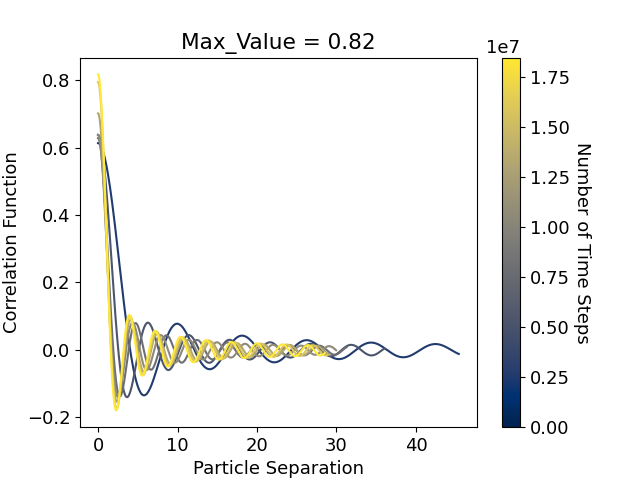 Max_Value = 0.82
1e7
0.8
0.6
0.4
0.2
0.0
−0.2
Correlation Function
0 10 20 30 40
Particle Separation
1.75
1.50
1.25
1.00
0.75
0.50
0.25
0.00
Number of Time Steps